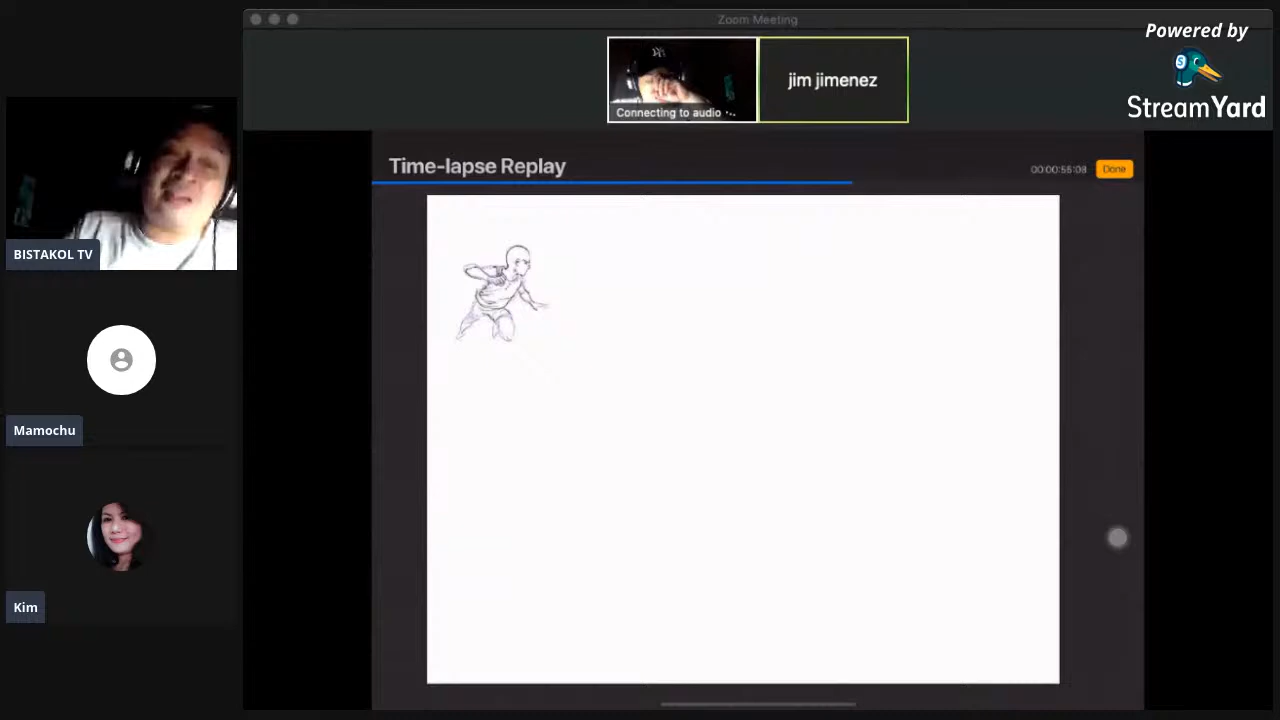 Zoom Meeting
Powered by
StreamYard
Connecting to audio ...
jim jimenez
Time-lapse Replay
00:00:55:08
Done
BISTAKOL TV
Mamochu
Kim